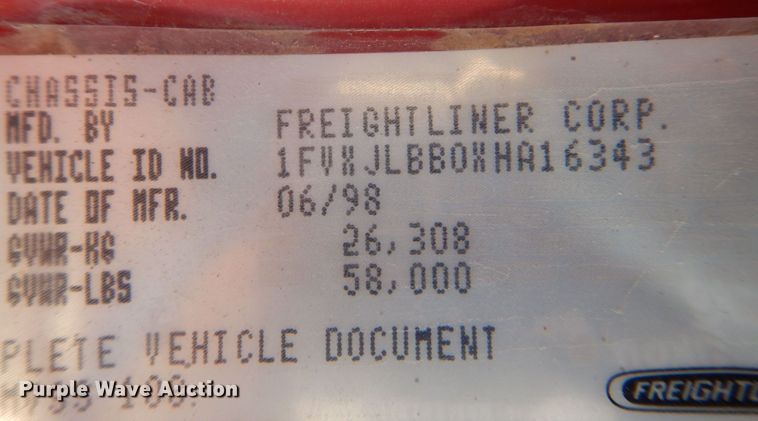 CHASSIS-CAB
MFD. BY FREIGHTLINER CORP.
VEHICLE ID NO. 1FVXJLBB0XHA16343
DATE OF MFR. 06/98
GVWR-KG 26,308
GVWR-LBS 58,000
PLETE VEHICLE DOCUMENT
Purple Wave Auction
FREIGHTL